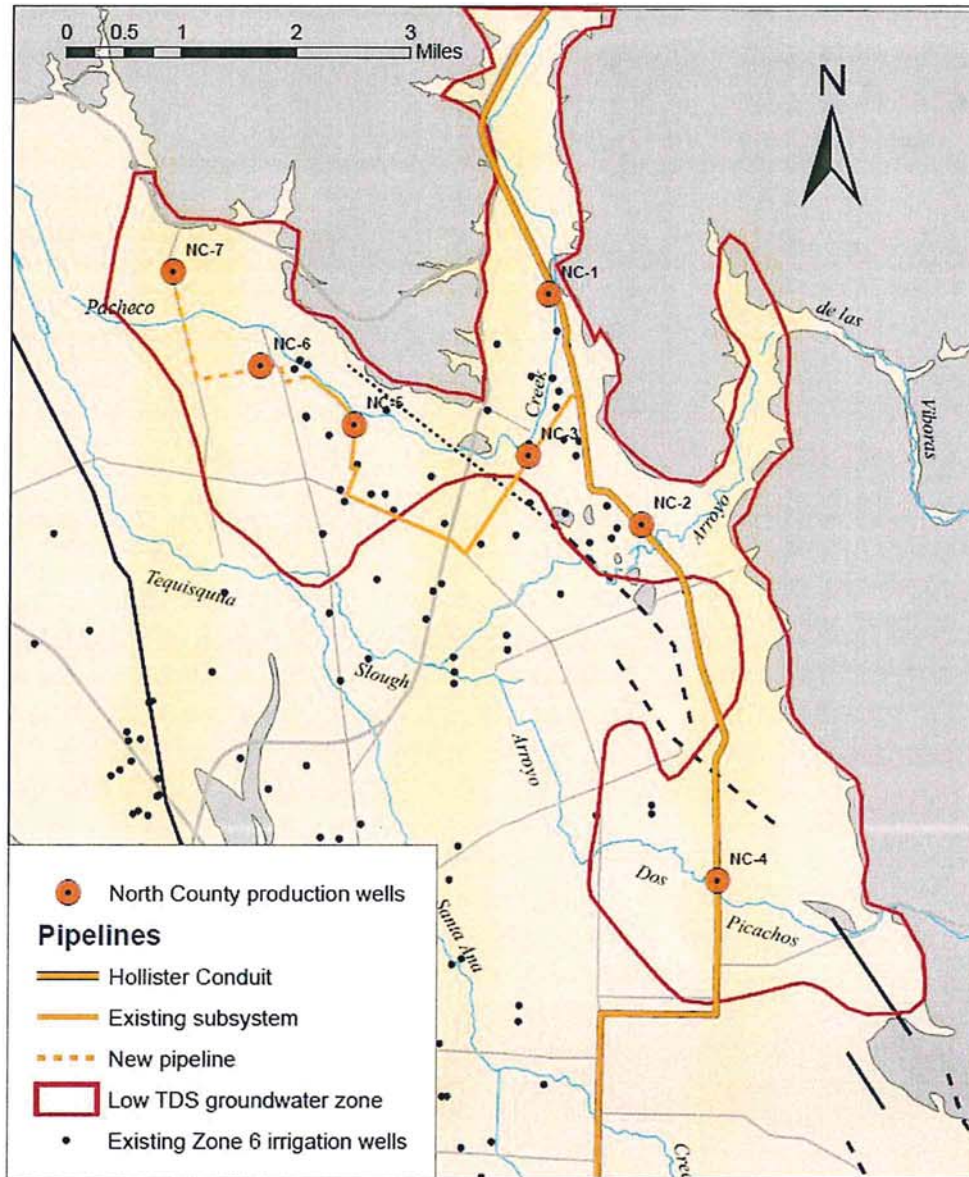 0 0.5 1 2 3
Miles
N
NC-7
NC-1
Pacheco
de las
NC-6
Creek
Viboras
NC-5
NC-3
NC-2
Arroyo
Tequisquita
Slough
Arroyo
NC-4
Dos
Picachos
Santa Ana
Creek
North County production wells
Pipelines
Hollister Conduit
Existing subsystem
New pipeline
Low TDS groundwater zone
Existing Zone 6 irrigation wells